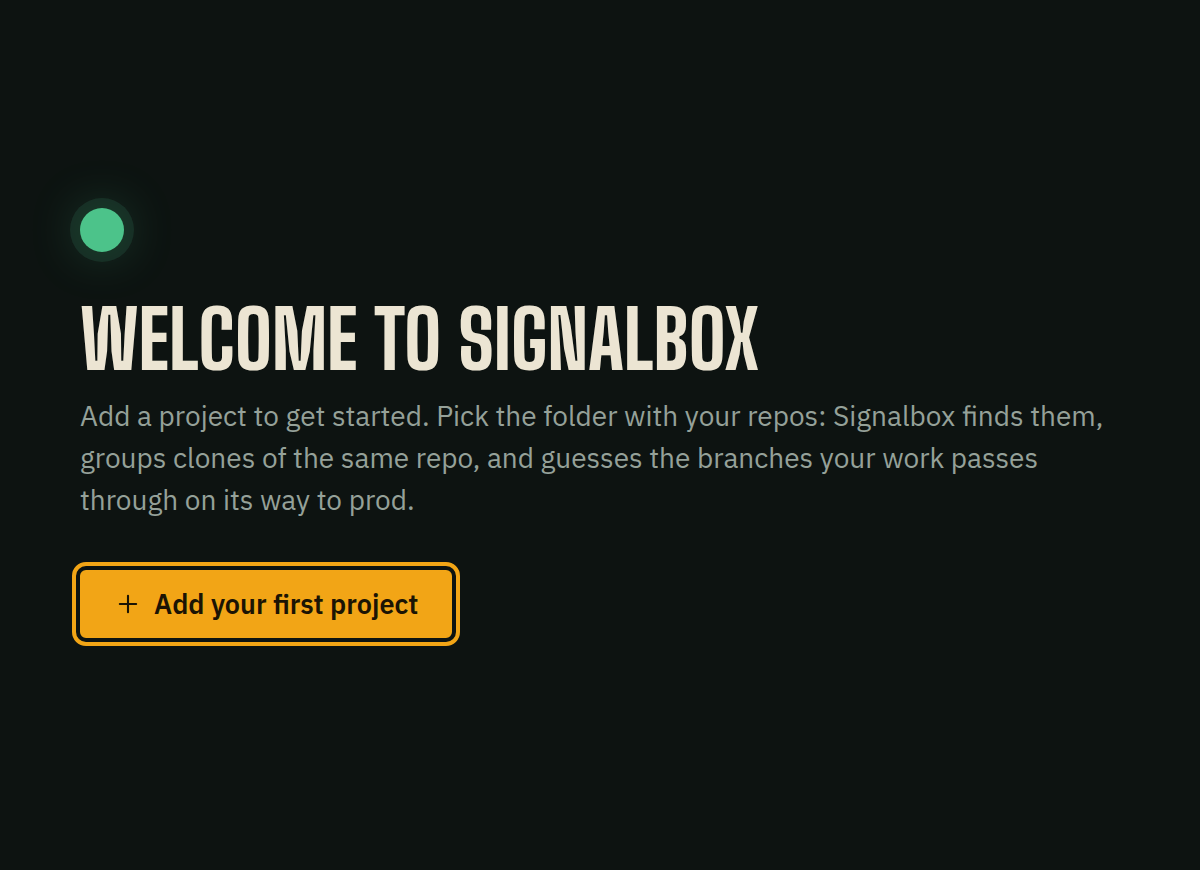 WELCOME TO SIGNALBOX
Add a project to get started. Pick the folder with your repos: Signalbox finds them,
groups clones of the same repo, and guesses the branches your work passes
through on its way to prod.
+ Add your first project